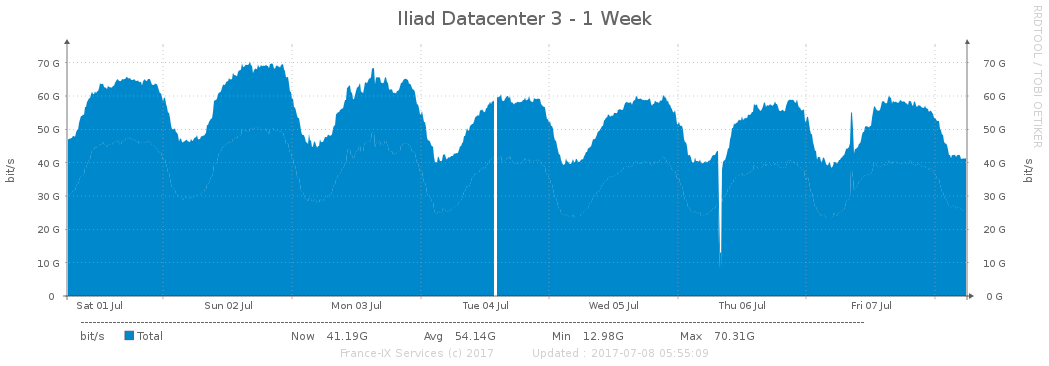 Iliad Datacenter 3 - 1 Week
RRDTOOL / TOBI OETIKER
bit/s
bit/s
70 G 70 G
60 G 60 G
50 G 50 G
40 G 40 G
30 G 30 G
20 G 20 G
10 G 10 G
0 0 G
Sat 01 Jul Sun 02 Jul Mon 03 Jul Tue 04 Jul Wed 05 Jul Thu 06 Jul Fri 07 Jul
bit/s Total Now 41.19G Avg 54.14G Min 12.98G Max 70.31G
France-IX Services (c) 2017 Updated : 2017-07-08 05:55:09